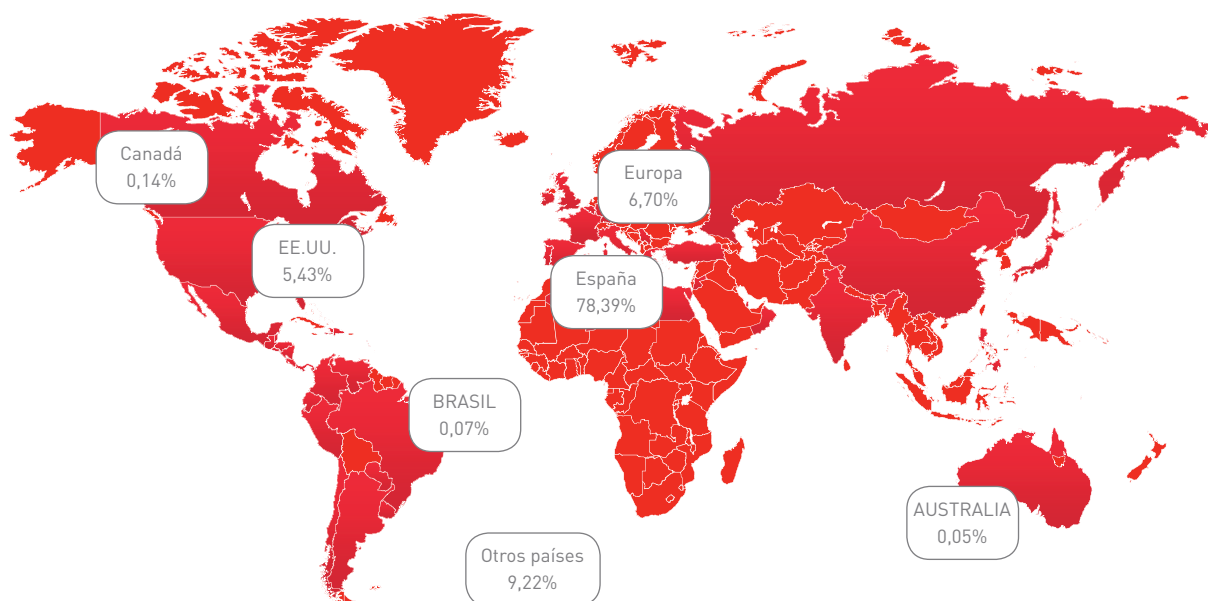 Canadá
0,14%
Europa
6,70%
EE.UU.
5,43%
España
78,39%
BRASIL
0,07%
AUSTRALIA
0,05%
Otros países
9,22%